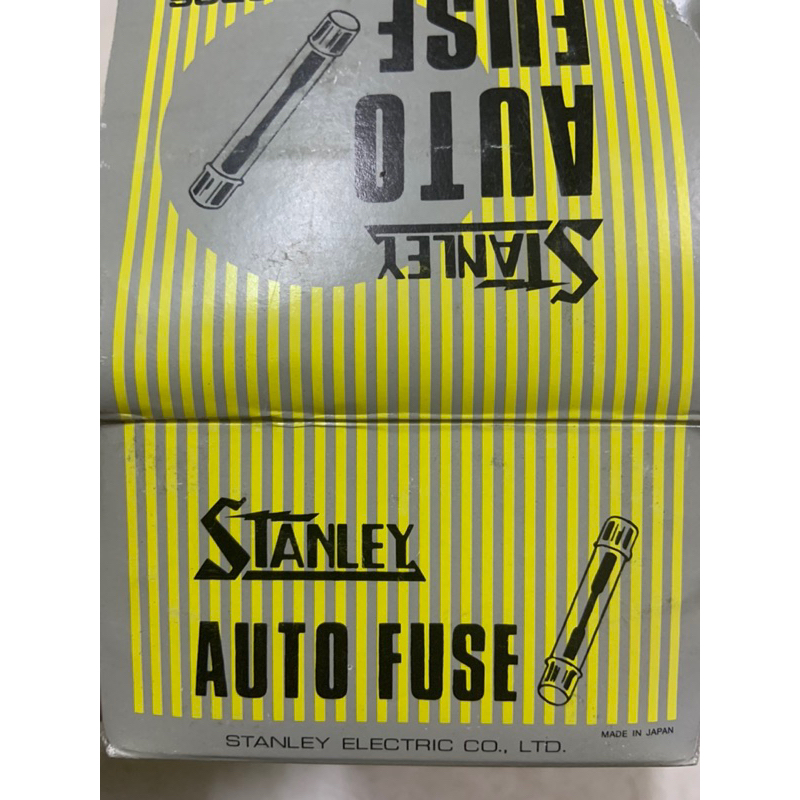 AUTO
FUSE
STANLEY
STANLEY
AUTO FUSE
MADE IN JAPAN
STANLEY ELECTRIC CO., LTD.